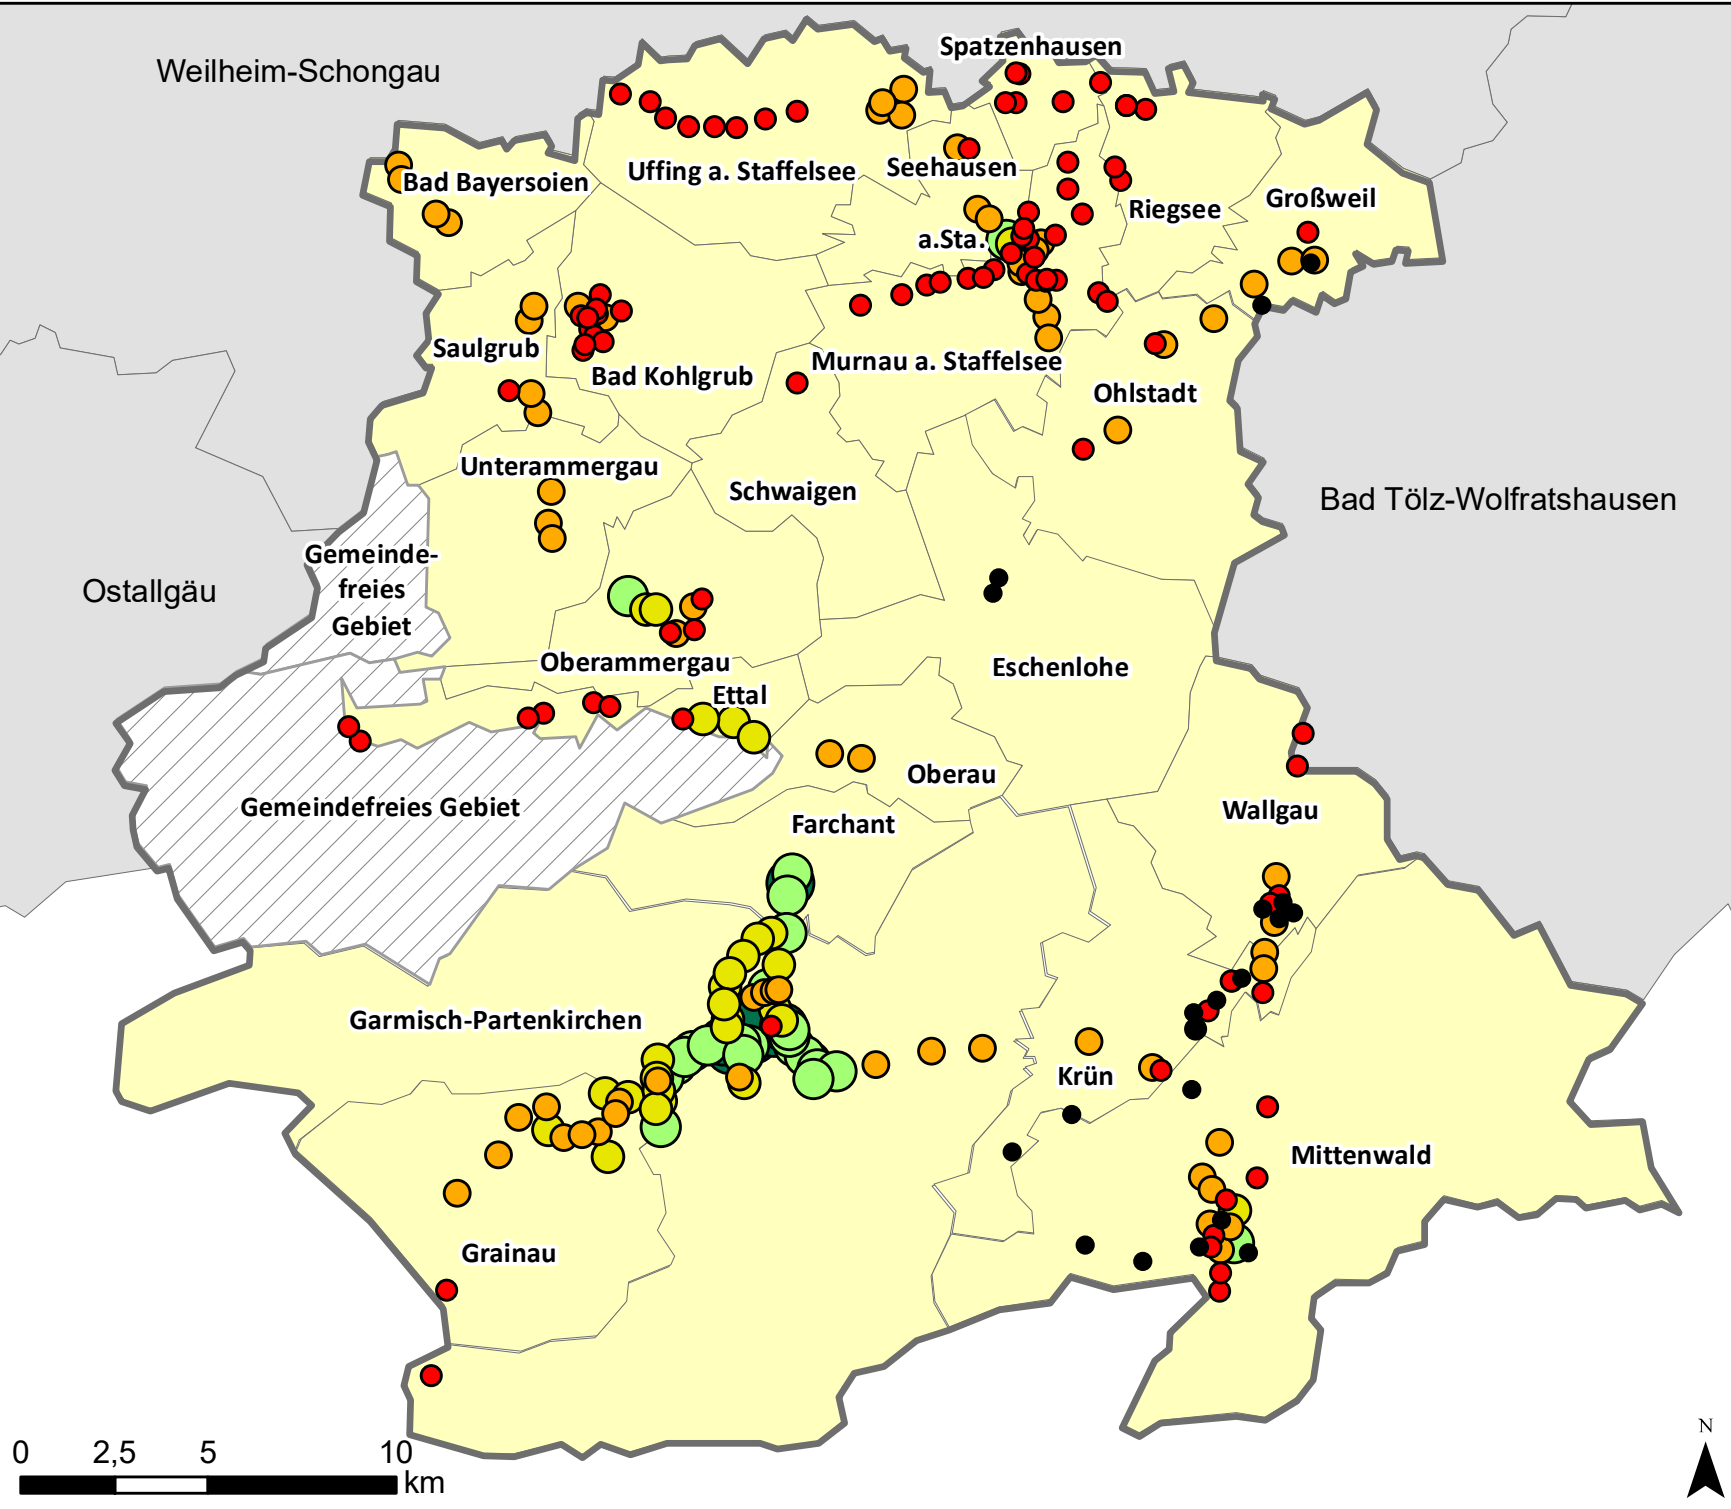 Spatzenhausen
Weilheim-Schongau
Uffing a. Staffelsee
Seehausen
Bad Bayersoien
Großweil
Riegsee
a.Sta.
Saulgrub
Murnau a. Staffelsee
Bad Kohlgrub
Ohlstadt
Unterammergau
Schwaigen
Bad Tölz-Wolfratshausen
Gemeinde-
freies
Gebiet
Ostallgäu
Oberammergau
Eschenlohe
Ettal
Oberau
Gemeindefreies Gebiet
Wallgau
Farchant
Garmisch-Partenkirchen
Krün
Mittenwald
Grainau
N
0 2,5 5 10
km